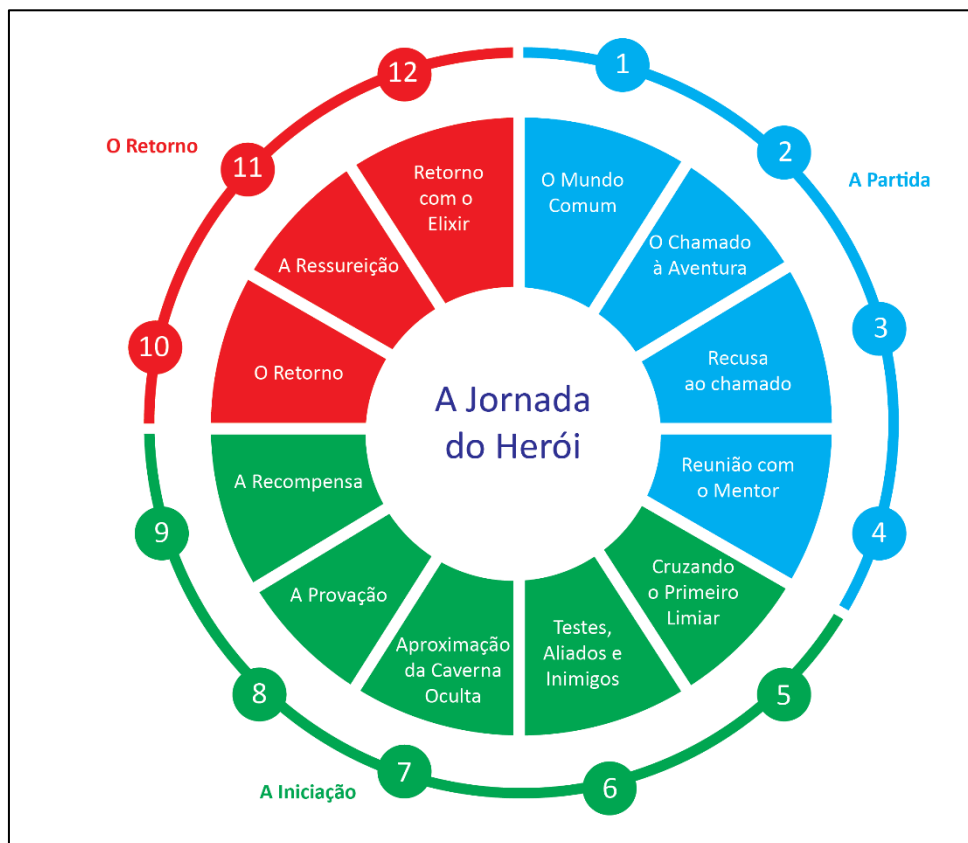 A Jornada
do Herói
A Partida
1
O Mundo
Comum
2
O Chamado
à Aventura
3
Recusa
ao chamado
4
Reunião com
o Mentor
A Iniciação
5
Cruzando
o Primeiro
Limiar
6
Testes,
Aliados e
Inimigos
7
Aproximação
da Caverna
Oculta
8
A Provação
9
A Recompensa
O Retorno
10
O Retorno
11
A Ressureição
12
Retorno
com o
Elixir